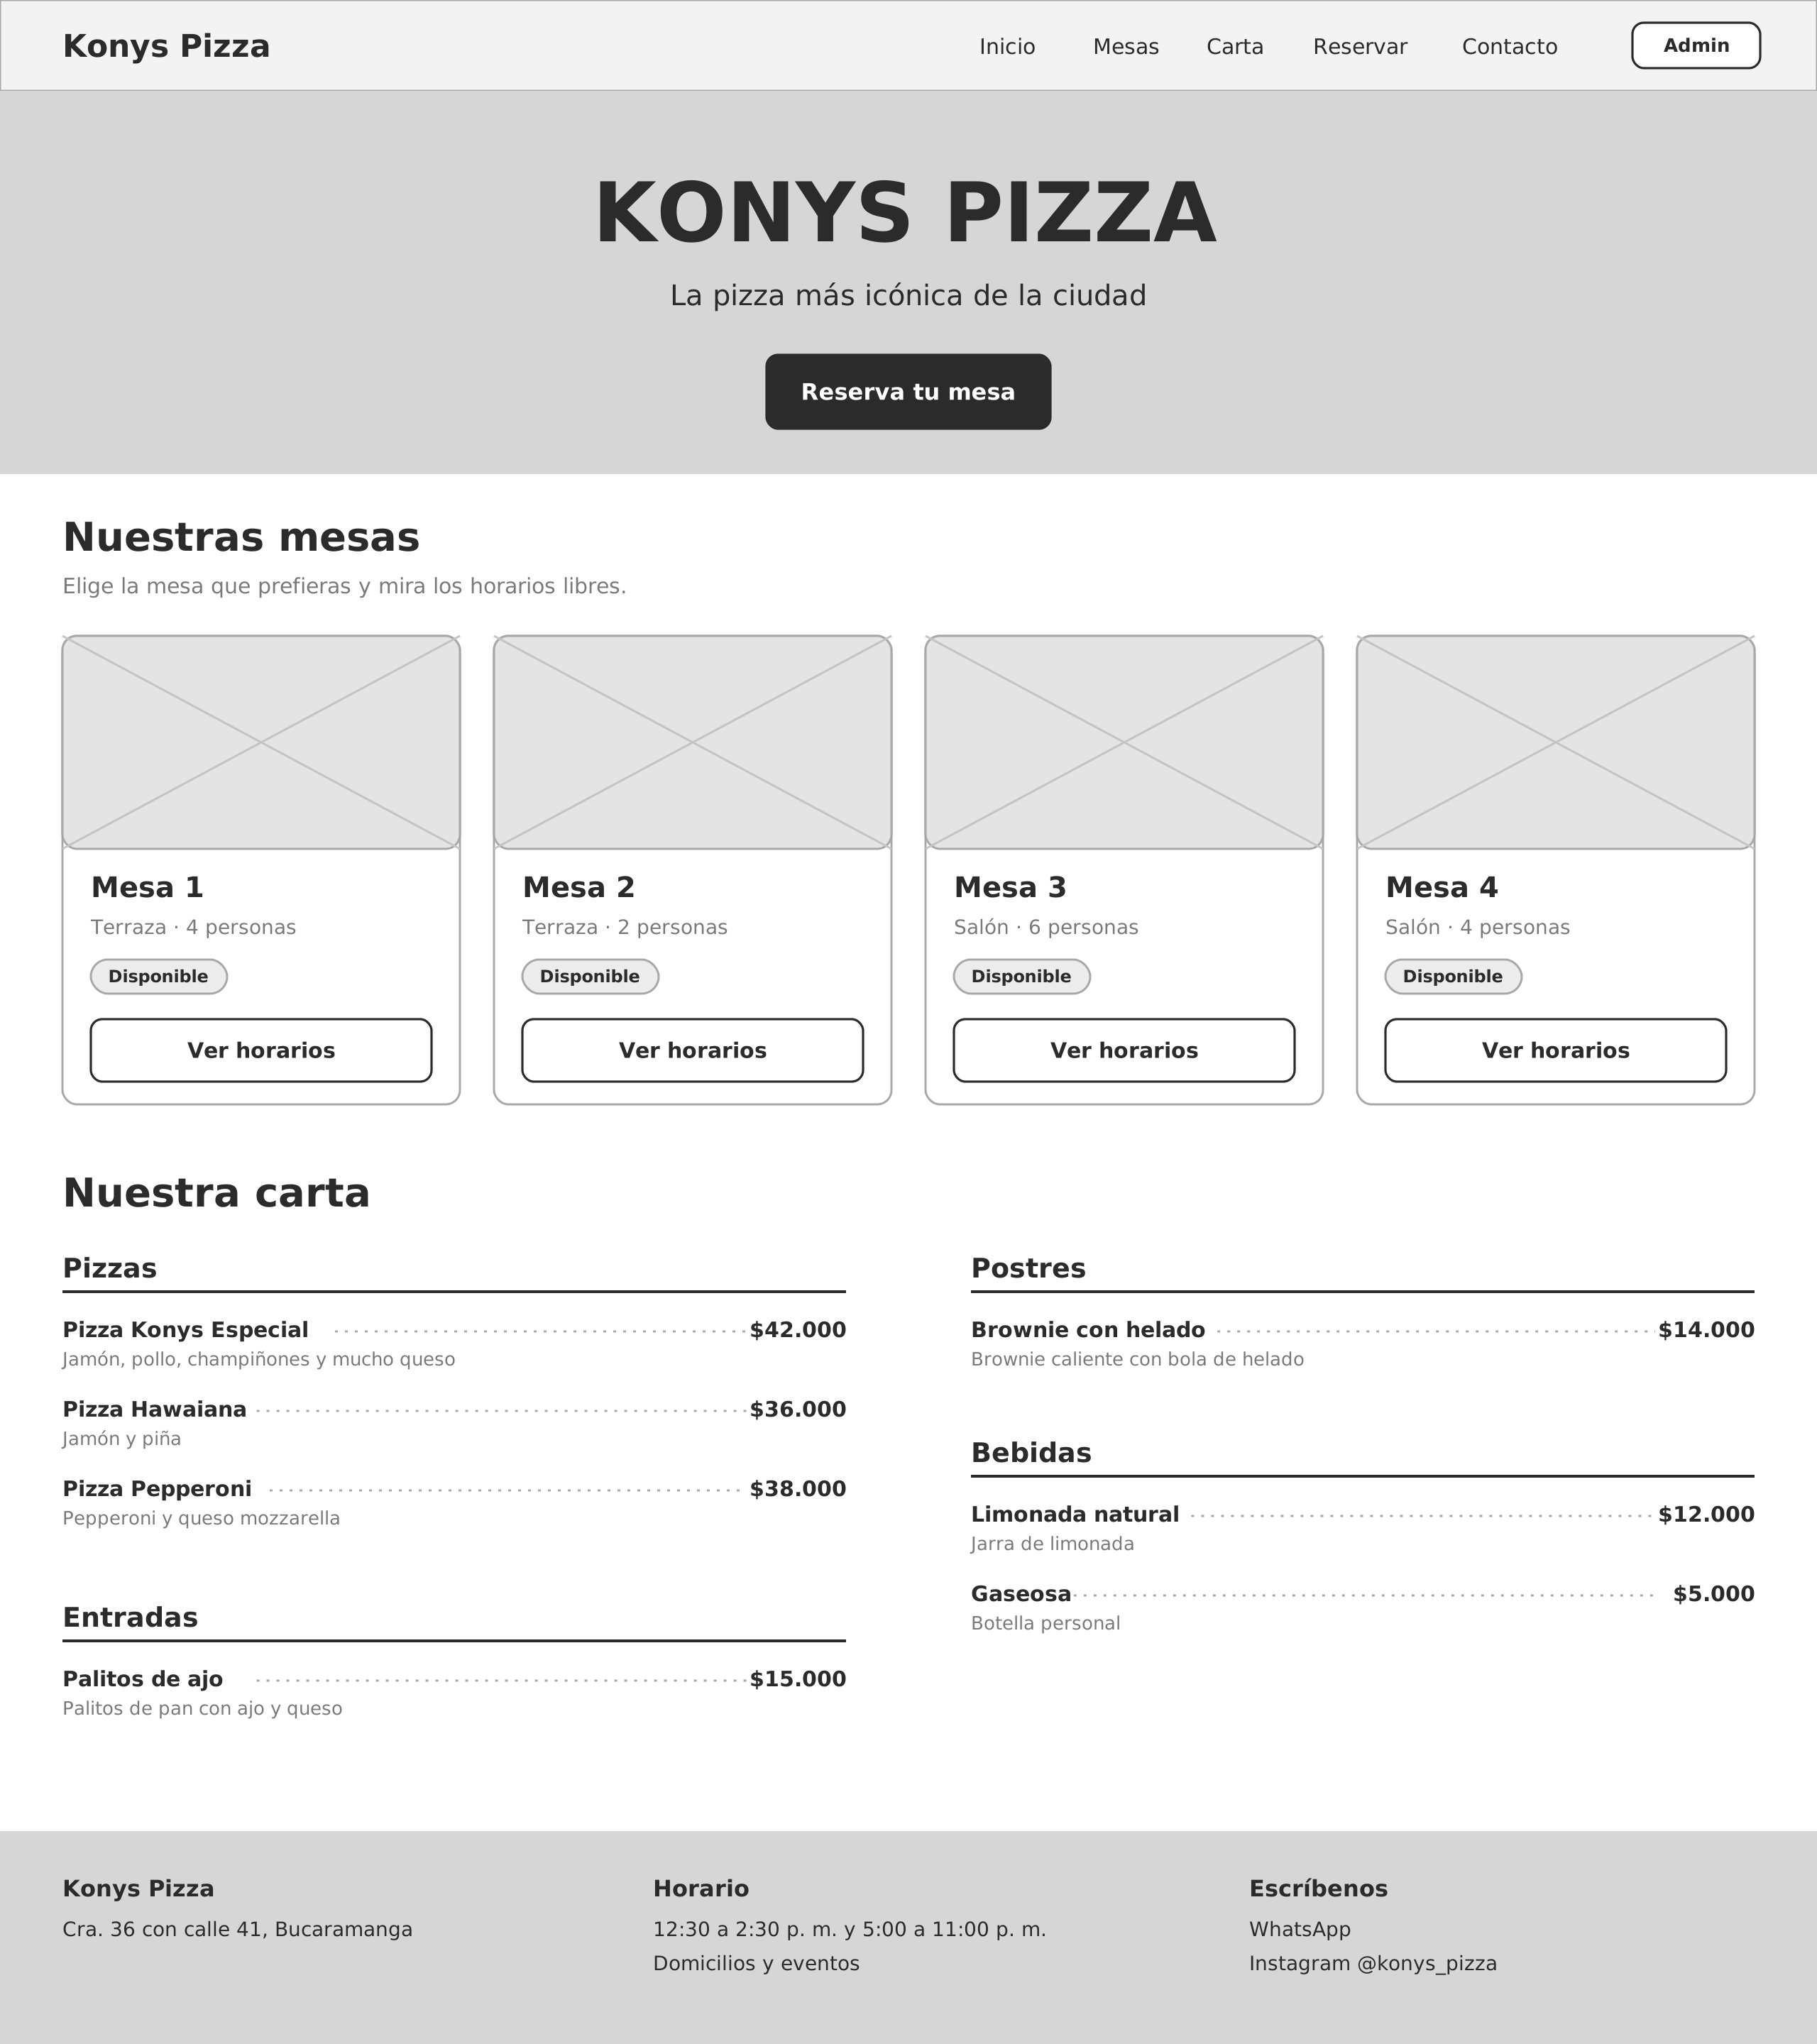 Konys Pizza
Inicio Mesas Carta Reservar Contacto Admin
KONYS PIZZA
La pizza más icónica de la ciudad
Reserva tu mesa
Nuestras mesas
Elige la mesa que prefieras y mira los horarios libres.
Mesa 1
Terraza · 4 personas
Disponible
Ver horarios
Mesa 2
Terraza · 2 personas
Disponible
Ver horarios
Mesa 3
Salón · 6 personas
Disponible
Ver horarios
Mesa 4
Salón · 4 personas
Disponible
Ver horarios
Nuestra carta
Pizzas
Pizza Konys Especial $42.000
Jamón, pollo, champiñones y mucho queso
Pizza Hawaiana $36.000
Jamón y piña
Pizza Pepperoni $38.000
Pepperoni y queso mozzarella
Entradas
Palitos de ajo $15.000
Palitos de pan con ajo y queso
Postres
Brownie con helado $14.000
Brownie caliente con bola de helado
Bebidas
Limonada natural $12.000
Jarra de limonada
Gaseosa $5.000
Botella personal
Konys Pizza
Cra. 36 con calle 41, Bucaramanga
Horario
12:30 a 2:30 p. m. y 5:00 a 11:00 p. m.
Domicilios y eventos
Escríbenos
WhatsApp
Instagram @konys_pizza